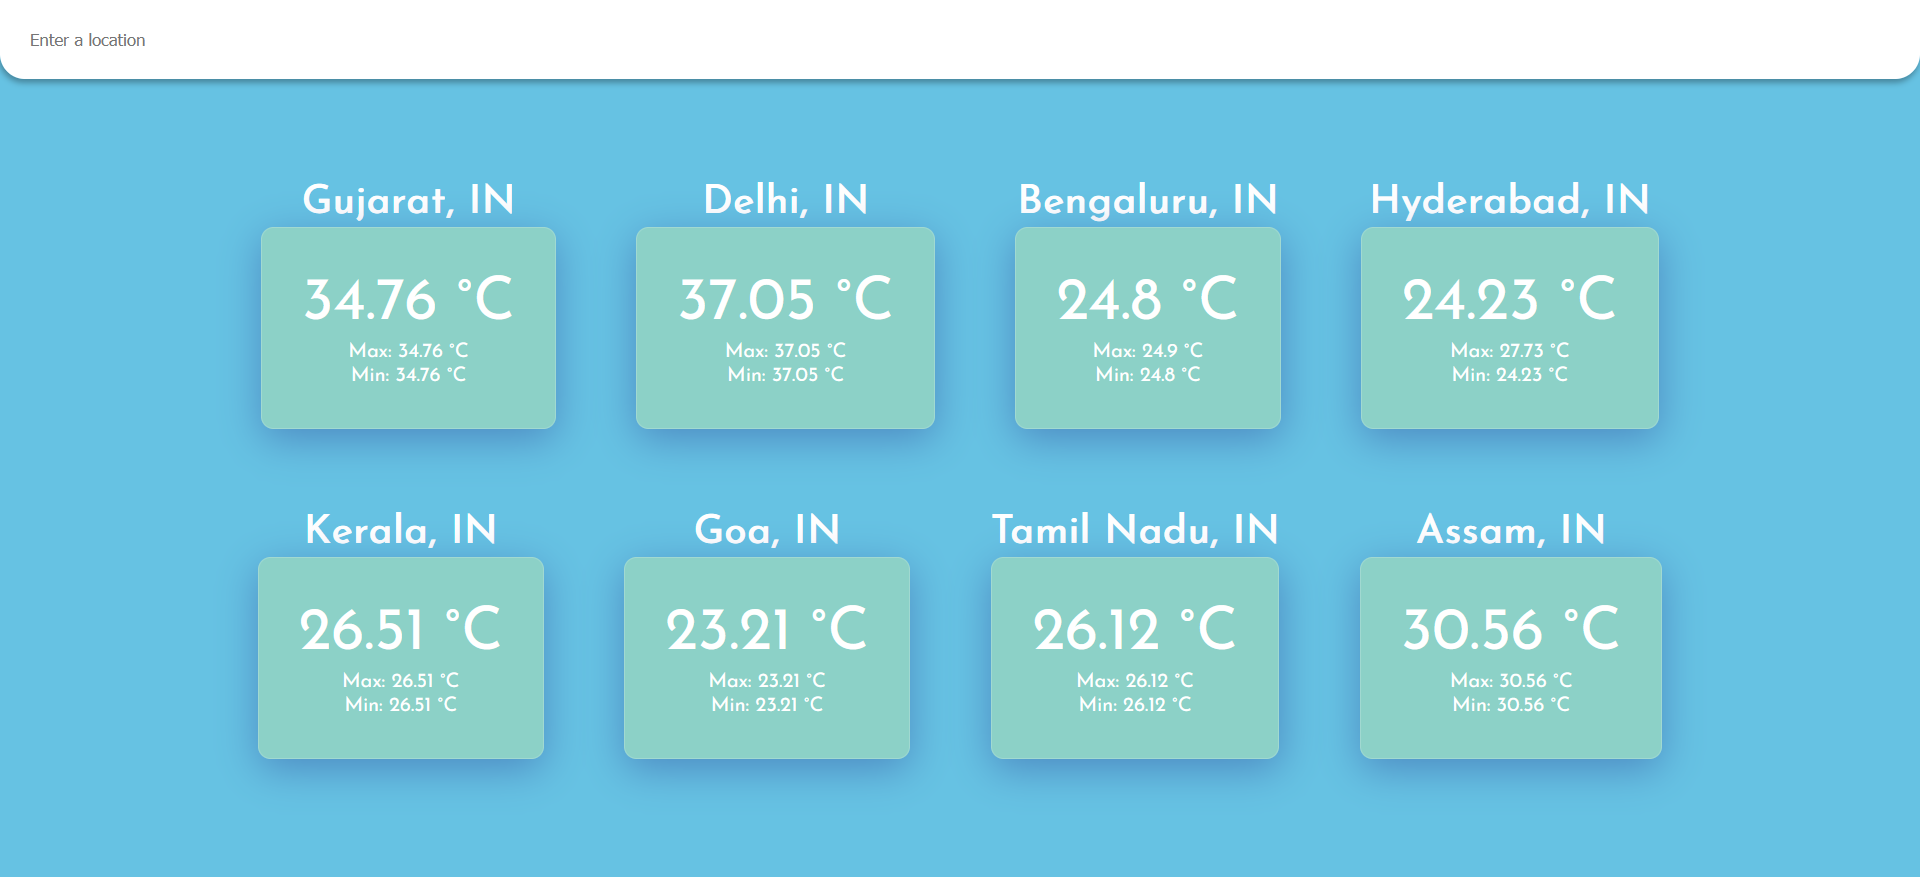 Enter a location
Gujarat, IN
34.76 °C
Max: 34.76 °C
Min: 34.76 °C
Delhi, IN
37.05 °C
Max: 37.05 °C
Min: 37.05 °C
Bengaluru, IN
24.8 °C
Max: 24.9 °C
Min: 24.8 °C
Hyderabad, IN
24.23 °C
Max: 27.73 °C
Min: 24.23 °C
Kerala, IN
26.51 °C
Max: 26.51 °C
Min: 26.51 °C
Goa, IN
23.21 °C
Max: 23.21 °C
Min: 23.21 °C
Tamil Nadu, IN
26.12 °C
Max: 26.12 °C
Min: 26.12 °C
Assam, IN
30.56 °C
Max: 30.56 °C
Min: 30.56 °C